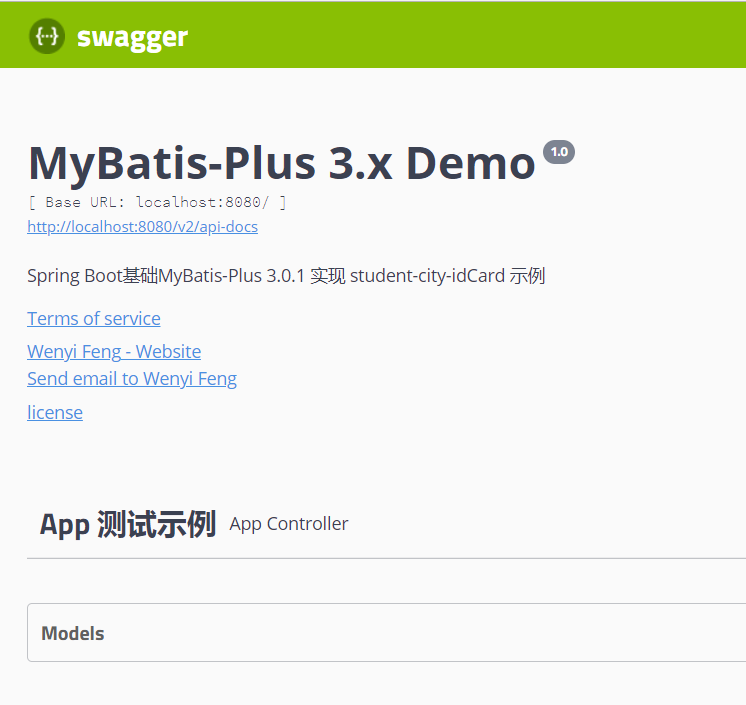 {···} swagger
MyBatis-Plus 3.x Demo 1.0
[ Base URL: localhost:8080/ ]
http://localhost:8080/v2/api-docs
Spring Boot基础MyBatis-Plus 3.0.1 实现 student-city-idCard 示例
Terms of service
Wenyi Feng - Website
Send email to Wenyi Feng
license
App 测试示例 App Controller
Models